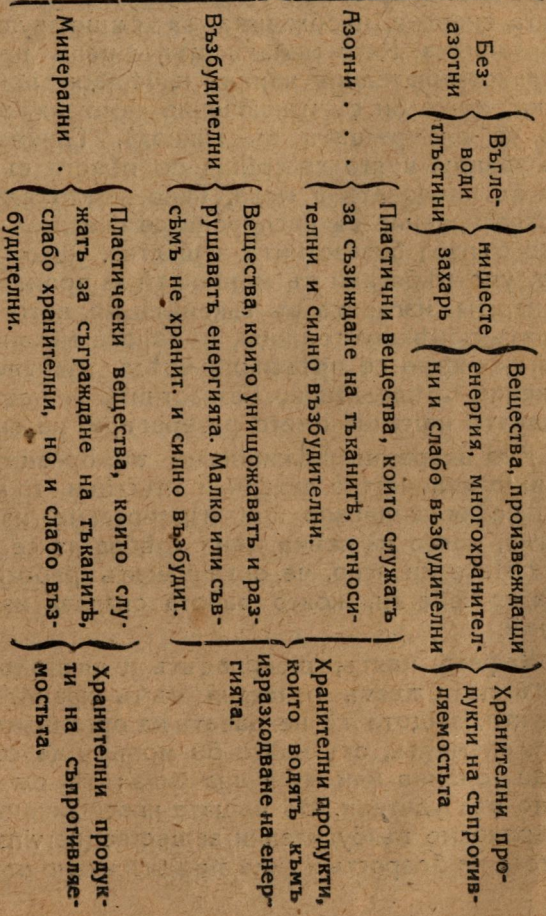 Без-
азотни
Въгле-
води
тлъстини
нишесте
захарь
Вещества, произвеждащи
енергия, многохранител-
ни и слабо възбудителни
Хранителни про-
дукти на съпротив-
ляемостьта
Азотни . . .
Пластични вещества, които служатъ
за съзиждане на тъканитѣ, относи-
телни и силно възбудителни.
Възбудителни
Вещества, които унищожаватъ и раз-
рушаватъ енергията. Малко или съв-
сѣмъ не хранит. и силно възбудит.
Хранителни продукти,
които водятъ къмъ
изразходване на енер-
гията.
Минерални .
Пластически вещества, които слу-
жатъ за съграждане на тъканитѣ,
слабо хранителни, но и слабо въз-
будителни.
Хранителни продук-
ти на съпротивляе-
мостьта.